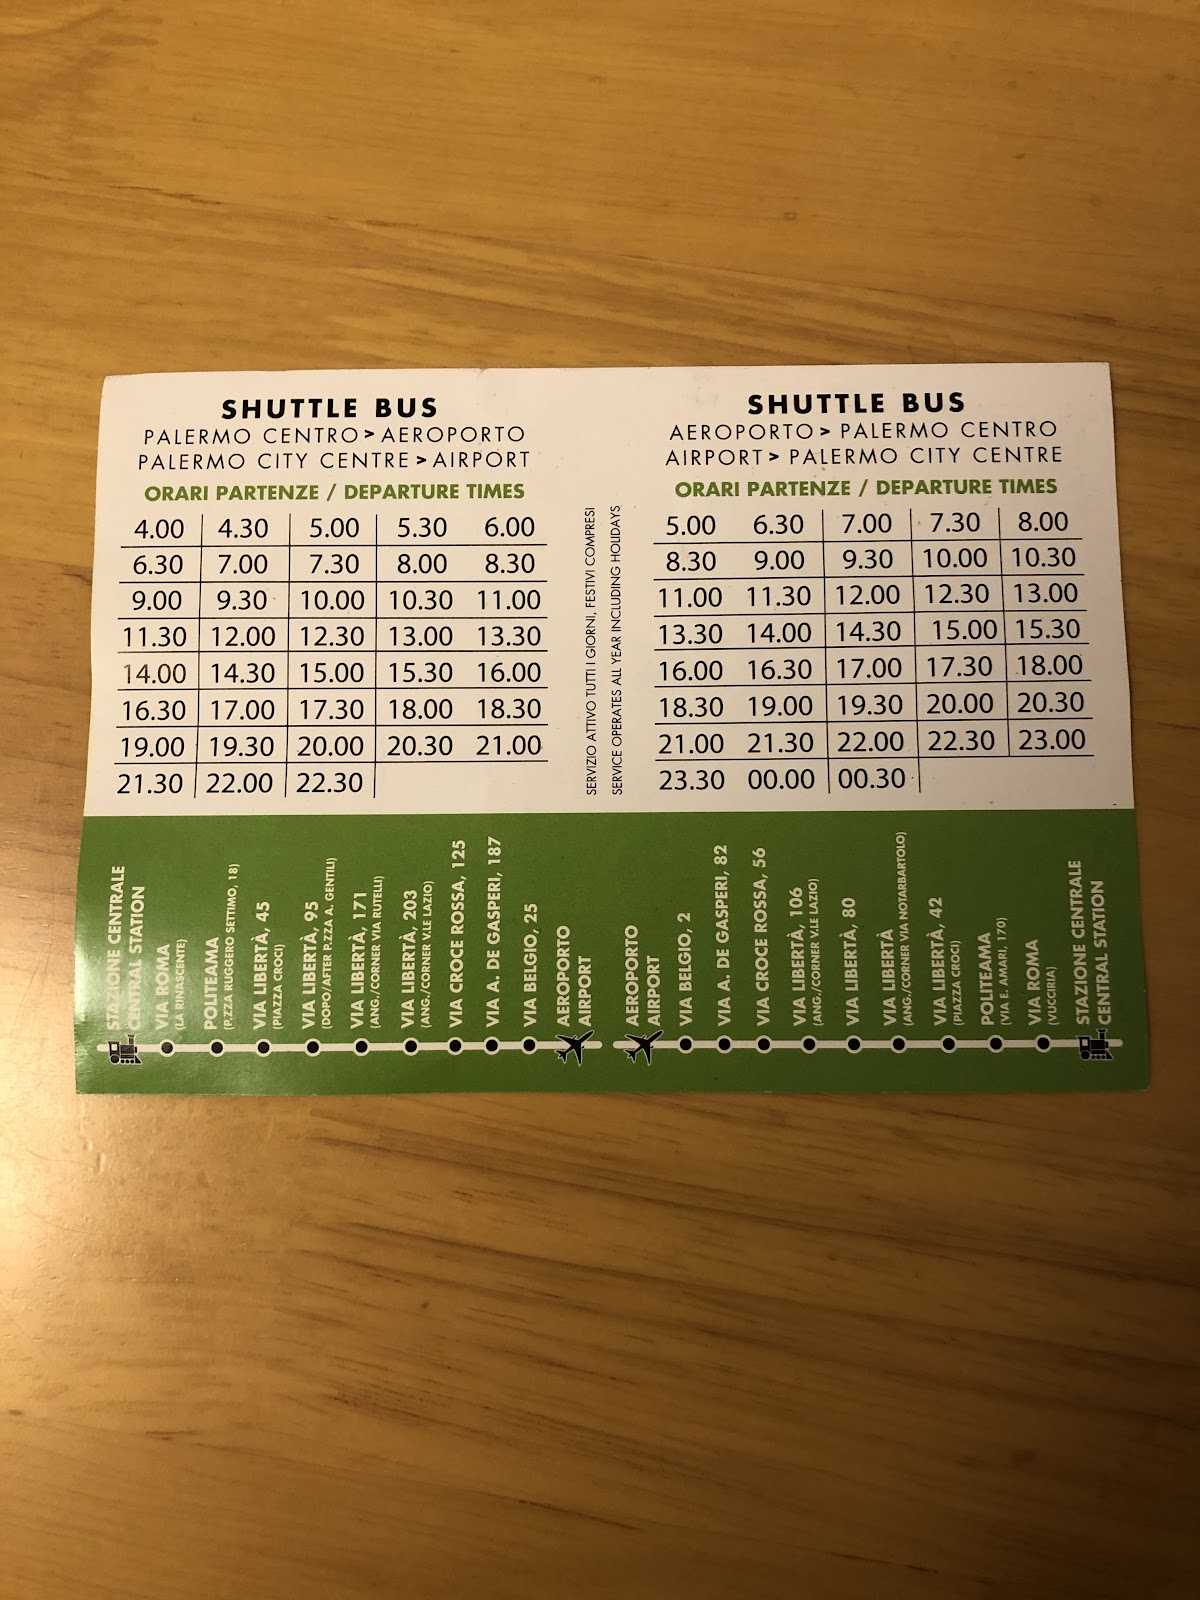 SHUTTLE BUS
PALERMO CENTRO > AEROPORTO
PALERMO CITY CENTRE > AIRPORT
ORARI PARTENZE / DEPARTURE TIMES
4.00 4.30 5.00 5.30 6.00
6.30 7.00 7.30 8.00 8.30
9.00 9.30 10.00 10.30 11.00
11.30 12.00 12.30 13.00 13.30
14.00 14.30 15.00 15.30 16.00
16.30 17.00 17.30 18.00 18.30
19.00 19.30 20.00 20.30 21.00
21.30 22.00 22.30
SERVIZIO ATTIVO TUTTI I GIORNI, FESTIVI COMPRESI
SERVICE OPERATES ALL YEAR INCLUDING HOLIDAYS
SHUTTLE BUS
AEROPORTO > PALERMO CENTRO
AIRPORT > PALERMO CITY CENTRE
ORARI PARTENZE / DEPARTURE TIMES
5.00 6.30 7.00 7.30 8.00
8.30 9.00 9.30 10.00 10.30
11.00 11.30 12.00 12.30 13.00
13.30 14.00 14.30 15.00 15.30
16.00 16.30 17.00 17.30 18.00
18.30 19.00 19.30 20.00 20.30
21.00 21.30 22.00 22.30 23.00
23.30 00.00 00.30
STAZIONE CENTRALE
CENTRAL STATION
VIA ROMA
(LA RINASCENTE)
POLITEAMA
(P.ZZA RUGGERO SETTIMO, 18)
VIA LIBERTÀ, 45
(PIAZZA CROCI)
VIA LIBERTÀ, 95
(DOPO/AFTER P.ZZA A. GENTILI)
VIA LIBERTÀ, 171
(ANG./CORNER VIA RUTELLI)
VIA LIBERTÀ, 203
(ANG./CORNER V.LE LAZIO)
VIA CROCE ROSSA, 125
VIA A. DE GASPERI, 187
VIA BELGIO, 25
AEROPORTO
AIRPORT
AEROPORTO
AIRPORT
VIA BELGIO, 2
VIA A. DE GASPERI, 82
VIA CROCE ROSSA, 56
VIA LIBERTÀ, 106
(ANG./CORNER V.LE LAZIO)
VIA LIBERTÀ, 80
VIA LIBERTÀ
(ANG./CORNER VIA NOTARBARTOLO)
VIA LIBERTÀ, 42
(PIAZZA CROCI)
POLITEAMA
(VIA E. AMARI, 170)
VIA ROMA
(VUCCIRIA)
STAZIONE CENTRALE
CENTRAL STATION